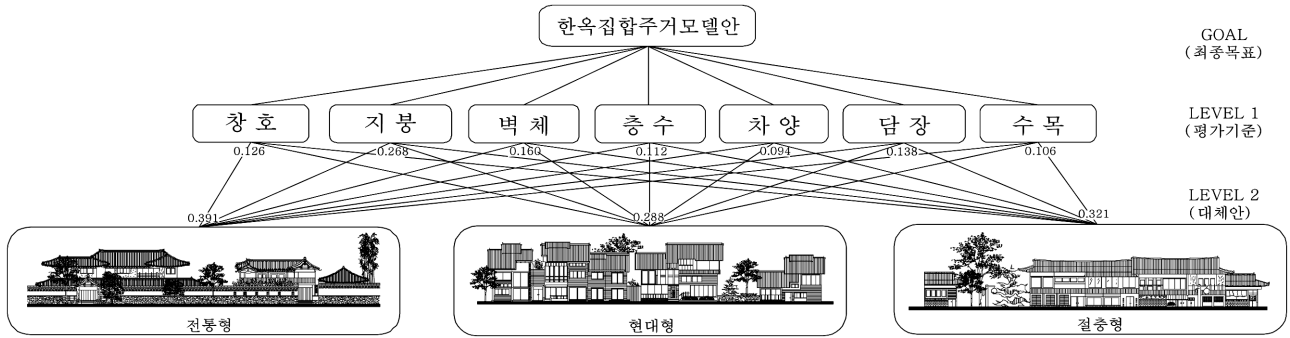 한옥집합주거모델안
GOAL
(최종목표)
창 호
지 붕
벽 체
층 수
차 양
담 장
수 목
LEVEL 1
(평가기준)
0.126
0.268
0.160
0.112
0.094
0.138
0.106
LEVEL 2
(대체안)
0.391
0.288
0.321
전통형
현대형
절충형